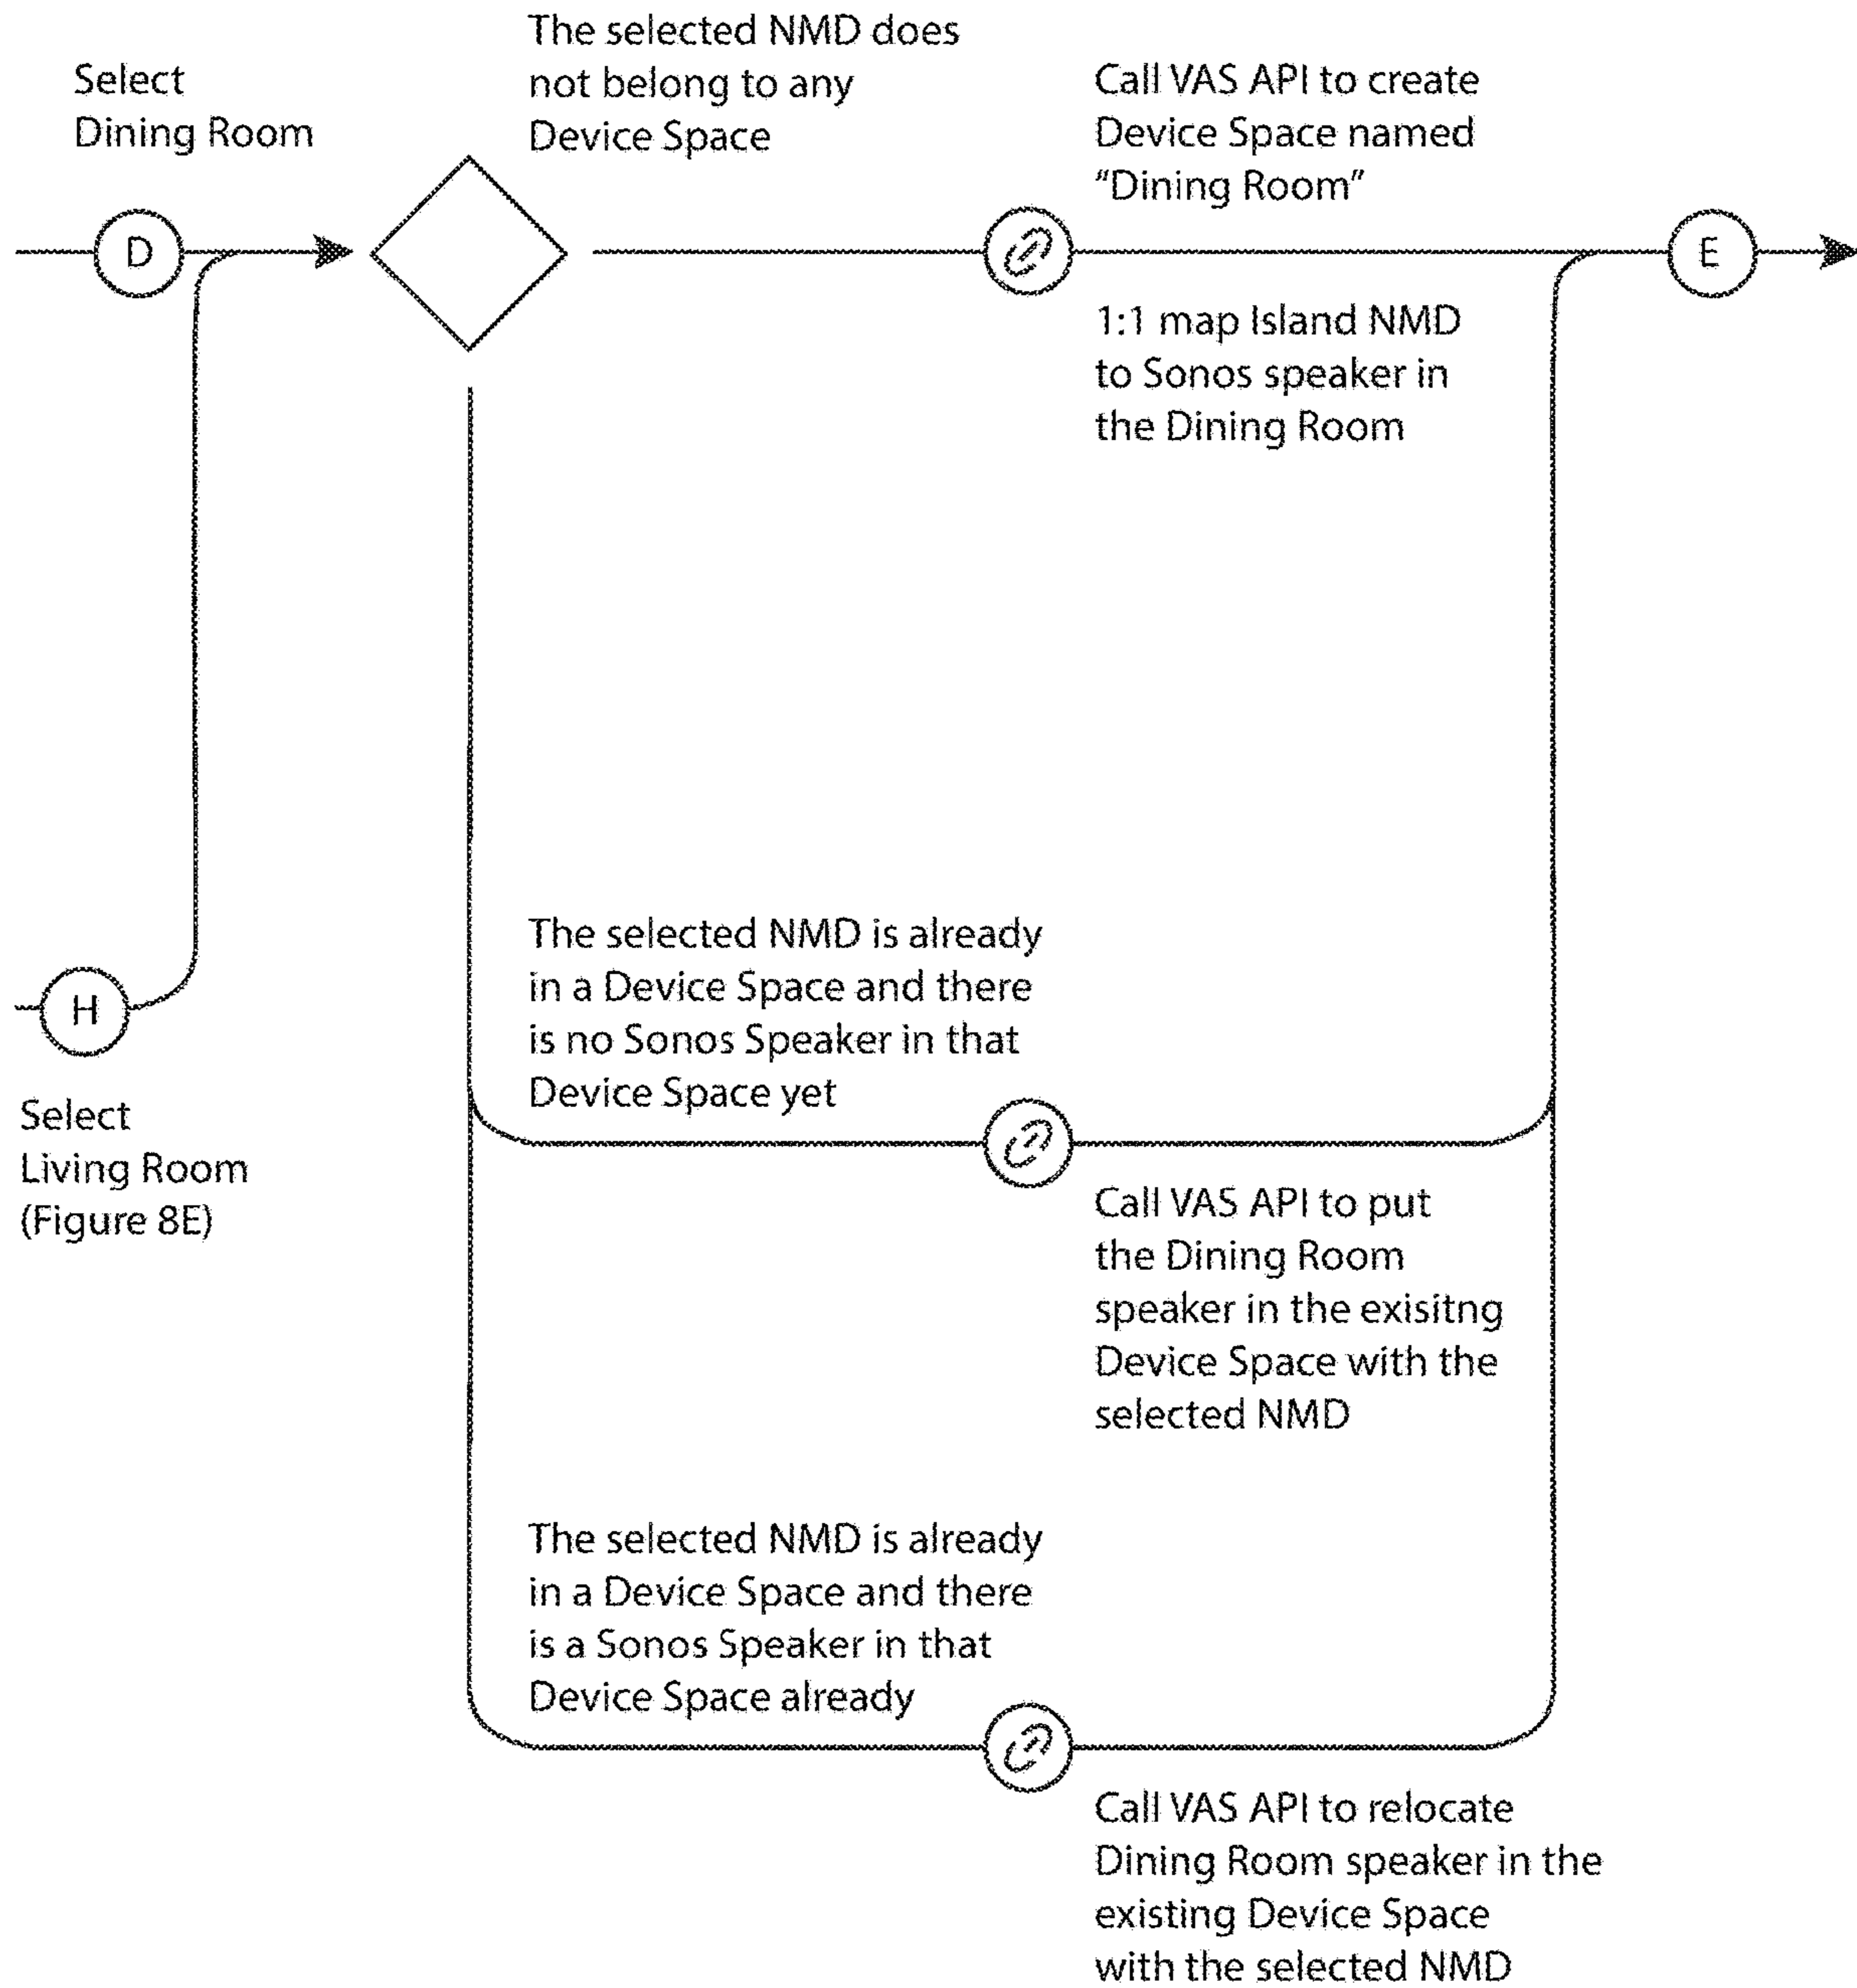 Select
Dining Room
The selected NMD does
not belong to any
Device Space
Call VAS API to create
Device Space named
“Dining Room”
D
E
1:1 map Island NMD
to Sonos speaker in
the Dining Room
H
Select
Living Room
(Figure 8E)
The selected NMD is already
in a Device Space and there
is no Sonos Speaker in that
Device Space yet
Call VAS API to put
the Dining Room
speaker in the exisitng
Device Space with the
selected NMD
The selected NMD is already
in a Device Space and there
is a Sonos Speaker in that
Device Space already
Call VAS API to relocate
Dining Room speaker in the
existing Device Space
with the selected NMD